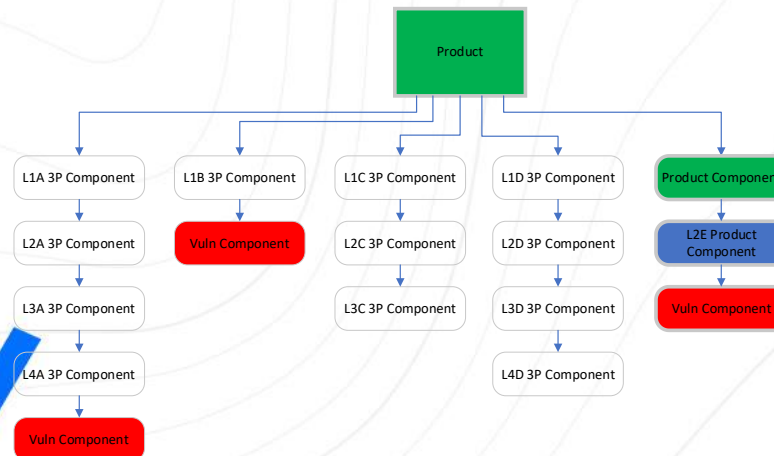 Product
L1A 3P Component
L1B 3P Component
L1C 3P Component
L1D 3P Component
Product Component
L2A 3P Component
Vuln Component
L2C 3P Component
L2D 3P Component
L2E Product
Component
L3A 3P Component
L3C 3P Component
L3D 3P Component
Vuln Component
L4A 3P Component
L4D 3P Component
Vuln Component